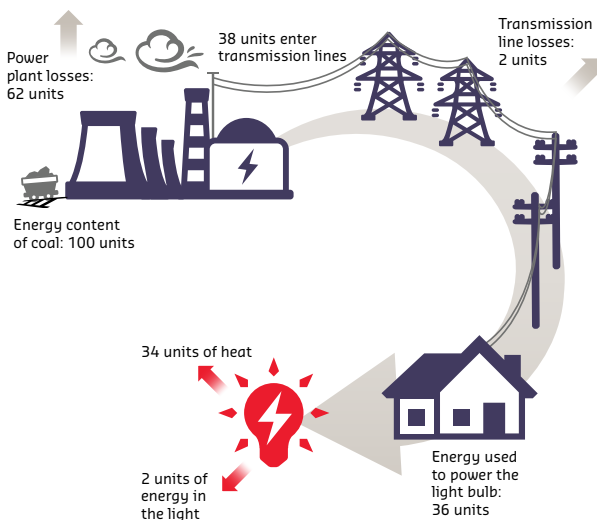 Power
plant losses:
62 units
38 units enter
transmission lines
Transmission
line losses:
2 units
Energy content
of coal: 100 units
34 units of heat
2 units of
energy in
the light
Energy used
to power the
light bulb:
36 units